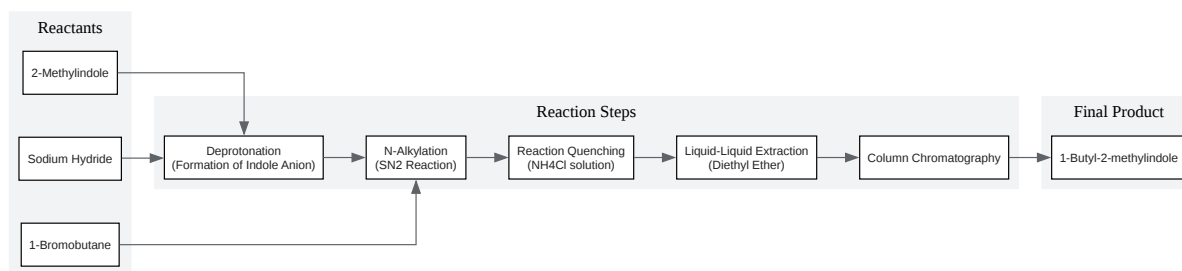 Reactants
2-Methylindole
Sodium Hydride
1-Bromobutane
Reaction Steps
Deprotonation
(Formation of Indole Anion)
N-Alkylation
(SN2 Reaction)
Reaction Quenching
(NH4Cl solution)
Liquid-Liquid Extraction
(Diethyl Ether)
Column Chromatography
Final Product
1-Butyl-2-methylindole